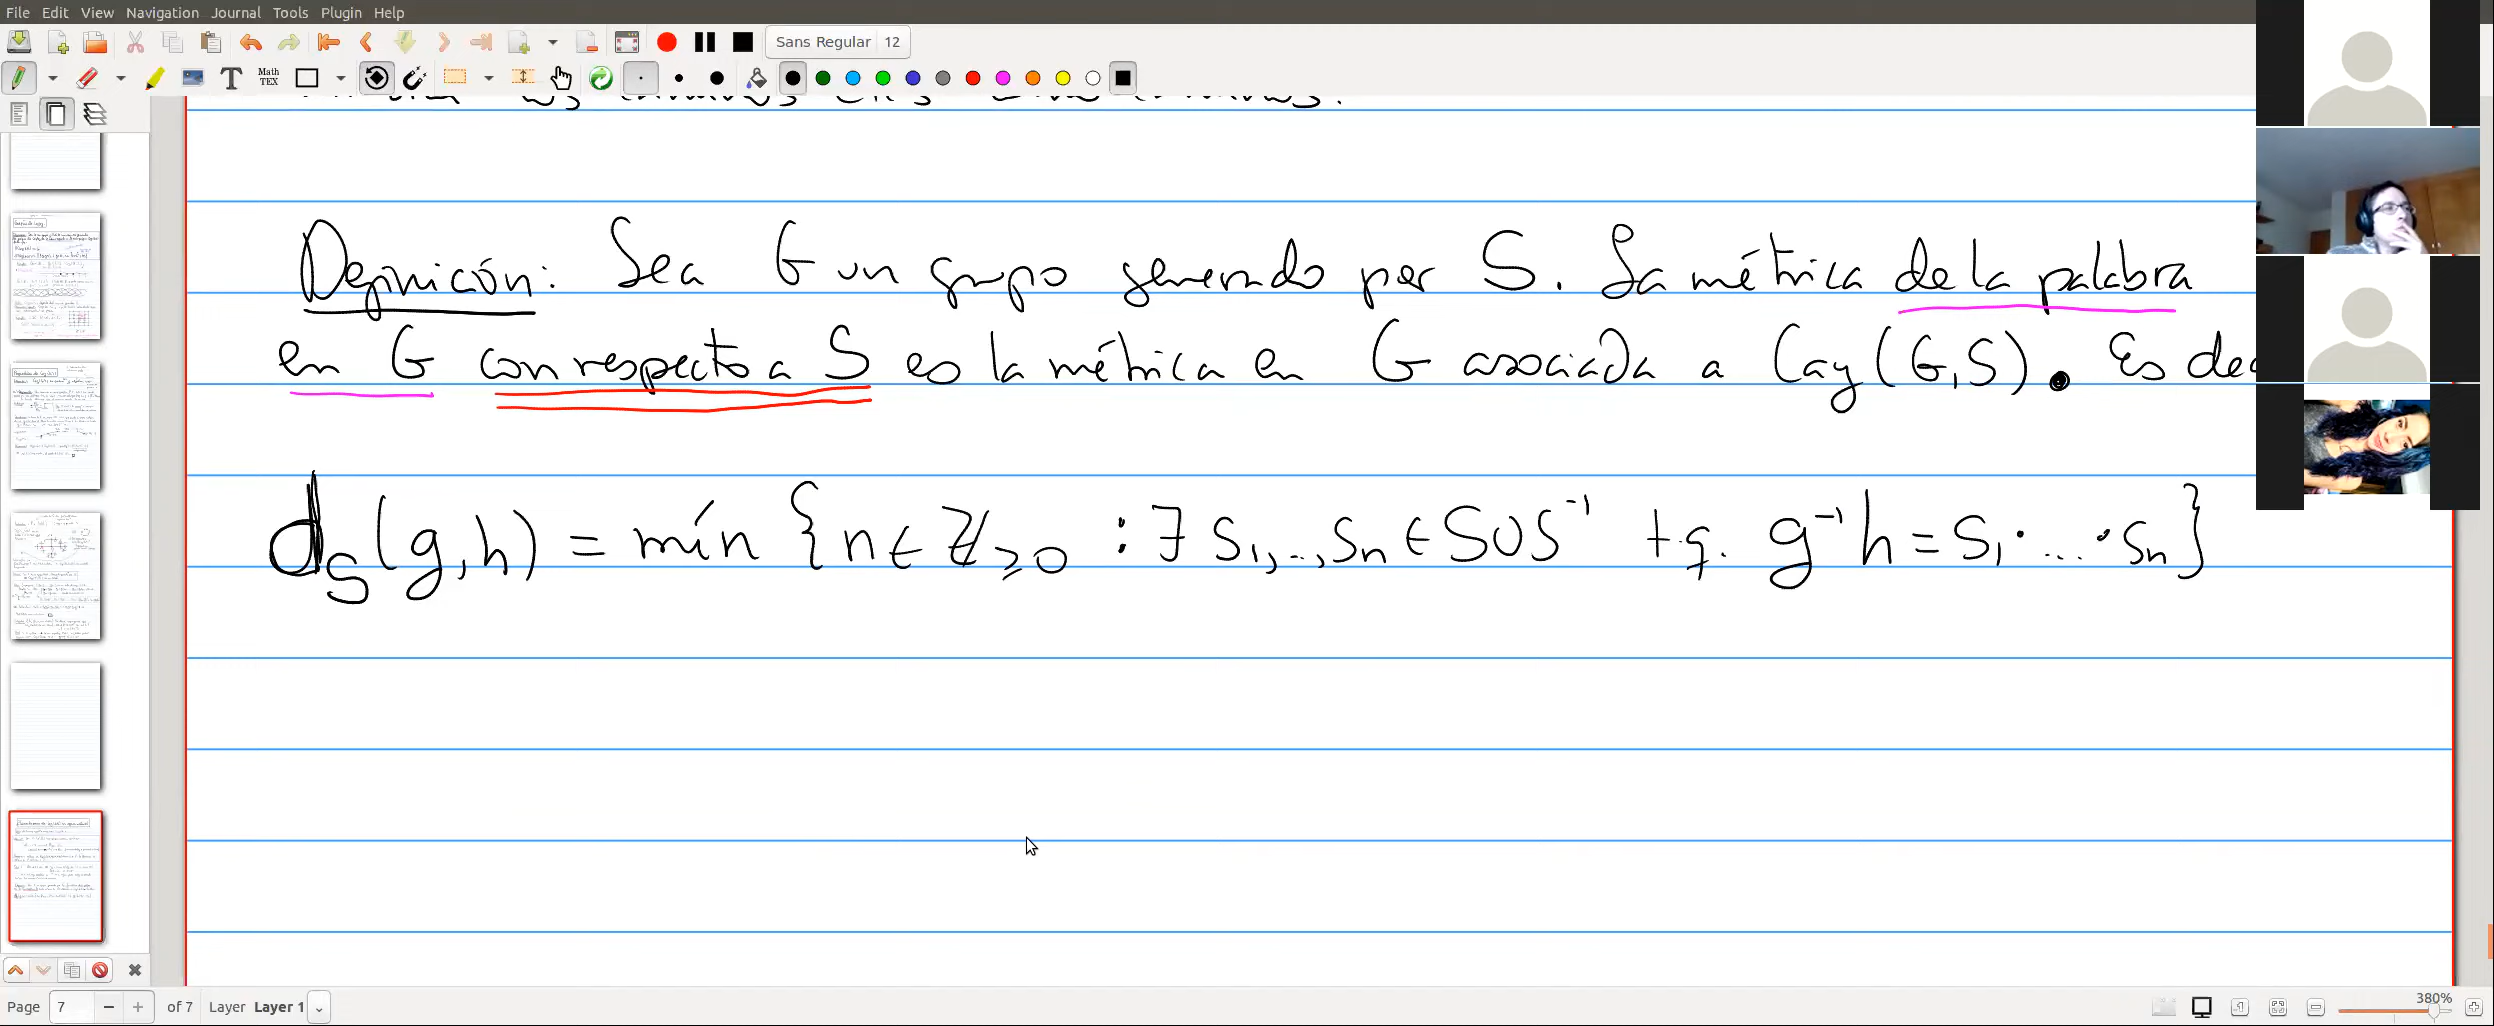 File Edit View Navigation Journal Tools Plugin Help
Sans Regular 12
Math
TEX
Definición: Sea G un grupo generado por S. La métrica de la palabra
en G con respecto a S es la métrica en G asociada a Cay(G,S). Es dec
d_S(g,h) = mín {n ∈ ℤ≥0 : ∃ s₁,...,sₙ ∈ S∪S⁻¹ t.q. g⁻¹h = s₁·...·sₙ}
Page 7 of 7 Layer Layer 1 380%